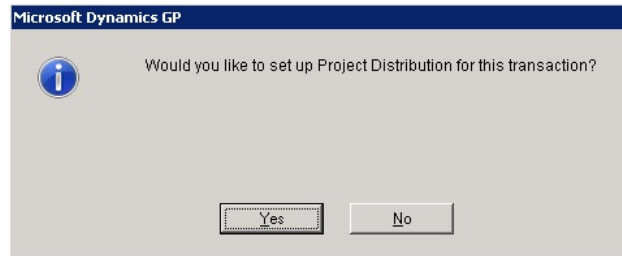 Microsoft Dynamics GP
Would you like to set up Project Distribution for this transaction?
Yes
No